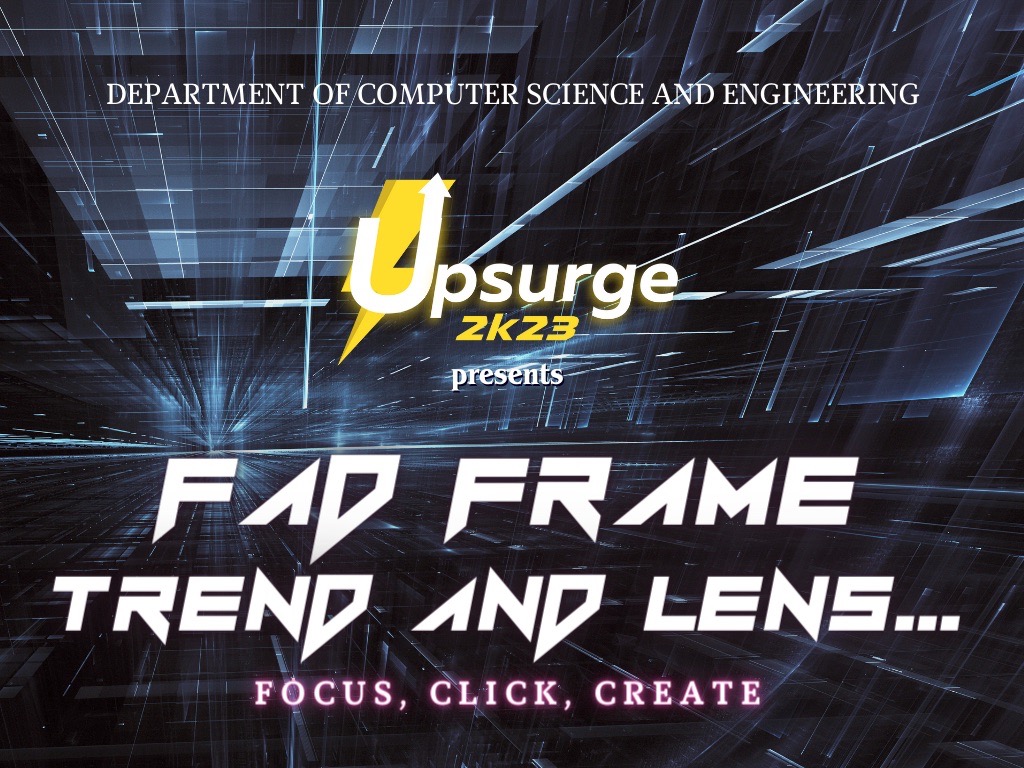 DEPARTMENT OF COMPUTER SCIENCE AND ENGINEERING
Upsurge
2k23
presents
FAD FRAME
TREND AND LENS...
FOCUS, CLICK, CREATE